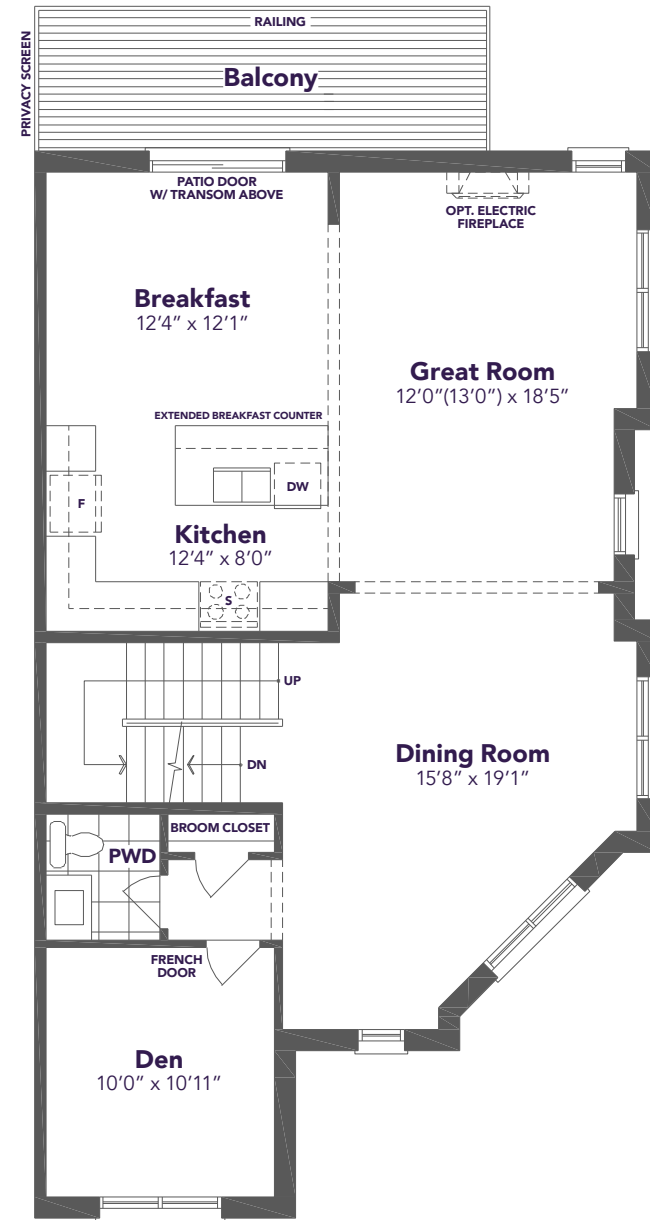 RAILING
PRIVACY SCREEN
Balcony
PATIO DOOR
W/ TRANSOM ABOVE
OPT. ELECTRIC
FIREPLACE
Breakfast
12'4" x 12'1"
Great Room
12'0"(13'0") x 18'5"
EXTENDED BREAKFAST COUNTER
DW
F
Kitchen
12'4" x 8'0"
S
UP
DN
Dining Room
15'8" x 19'1"
BROOM CLOSET
PWD
FRENCH
DOOR
Den
10'0" x 10'11"